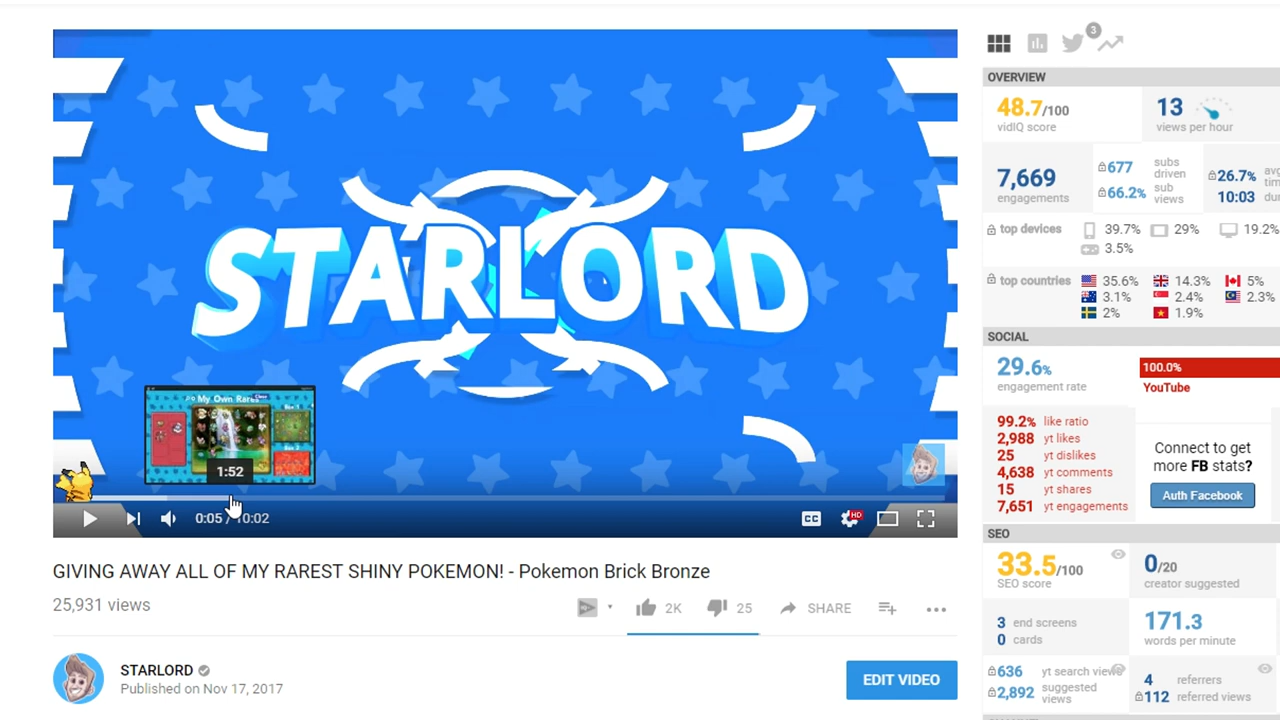 STARLORD
My Own Rares
1:52
0:05 / 10:02
CC
HD
GIVING AWAY ALL OF MY RAREST SHINY POKEMON! - Pokemon Brick Bronze
25,931 views
2K
25
SHARE
STARLORD
Published on Nov 17, 2017
EDIT VIDEO
3
OVERVIEW
48.7/100
vidIQ score
13
views per hour
7,669
engagements
677 subs driven
66.2% sub views
26.7%
10:03
top devices
39.7% 29% 19.2%
3.5%
top countries
35.6% 14.3% 5%
3.1% 2.4% 2.3%
2% 1.9%
SOCIAL
29.6%
engagement rate
100.0%
YouTube
99.2% like ratio
2,988 yt likes
25 yt dislikes
4,638 yt comments
15 yt shares
7,651 yt engagements
Connect to get
more FB stats?
Auth Facebook
SEO
33.5/100
SEO score
0/20
creator suggested
3 end screens
0 cards
171.3
words per minute
636 yt search views
2,892 suggested views
4 referrers
112 referred views